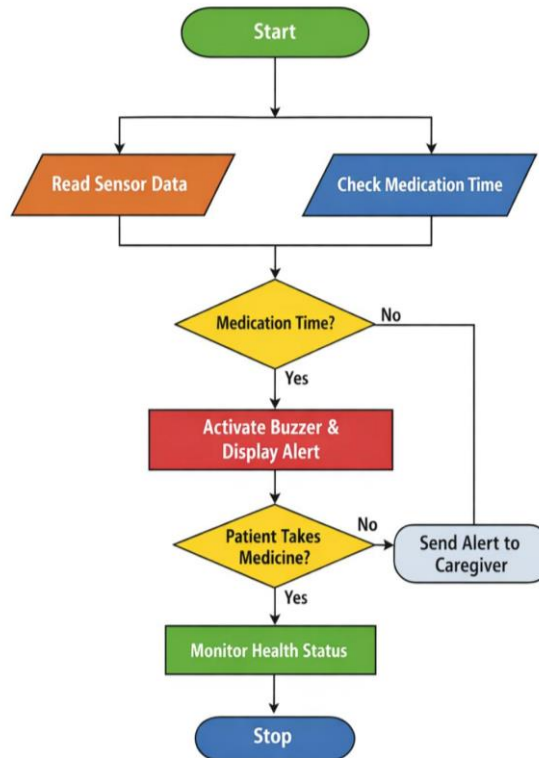 Start
Read Sensor Data
Check Medication Time
Medication Time?
No
Yes
Activate Buzzer &
Display Alert
Patient Takes
Medicine?
No
Send Alert to
Caregiver
Yes
Monitor Health Status
Stop